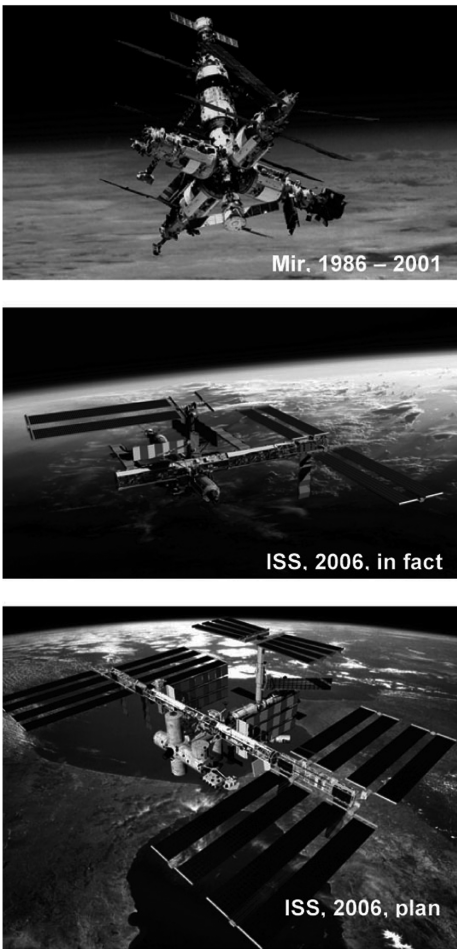 Mir, 1986 – 2001
ISS, 2006, in fact
ISS, 2006, plan